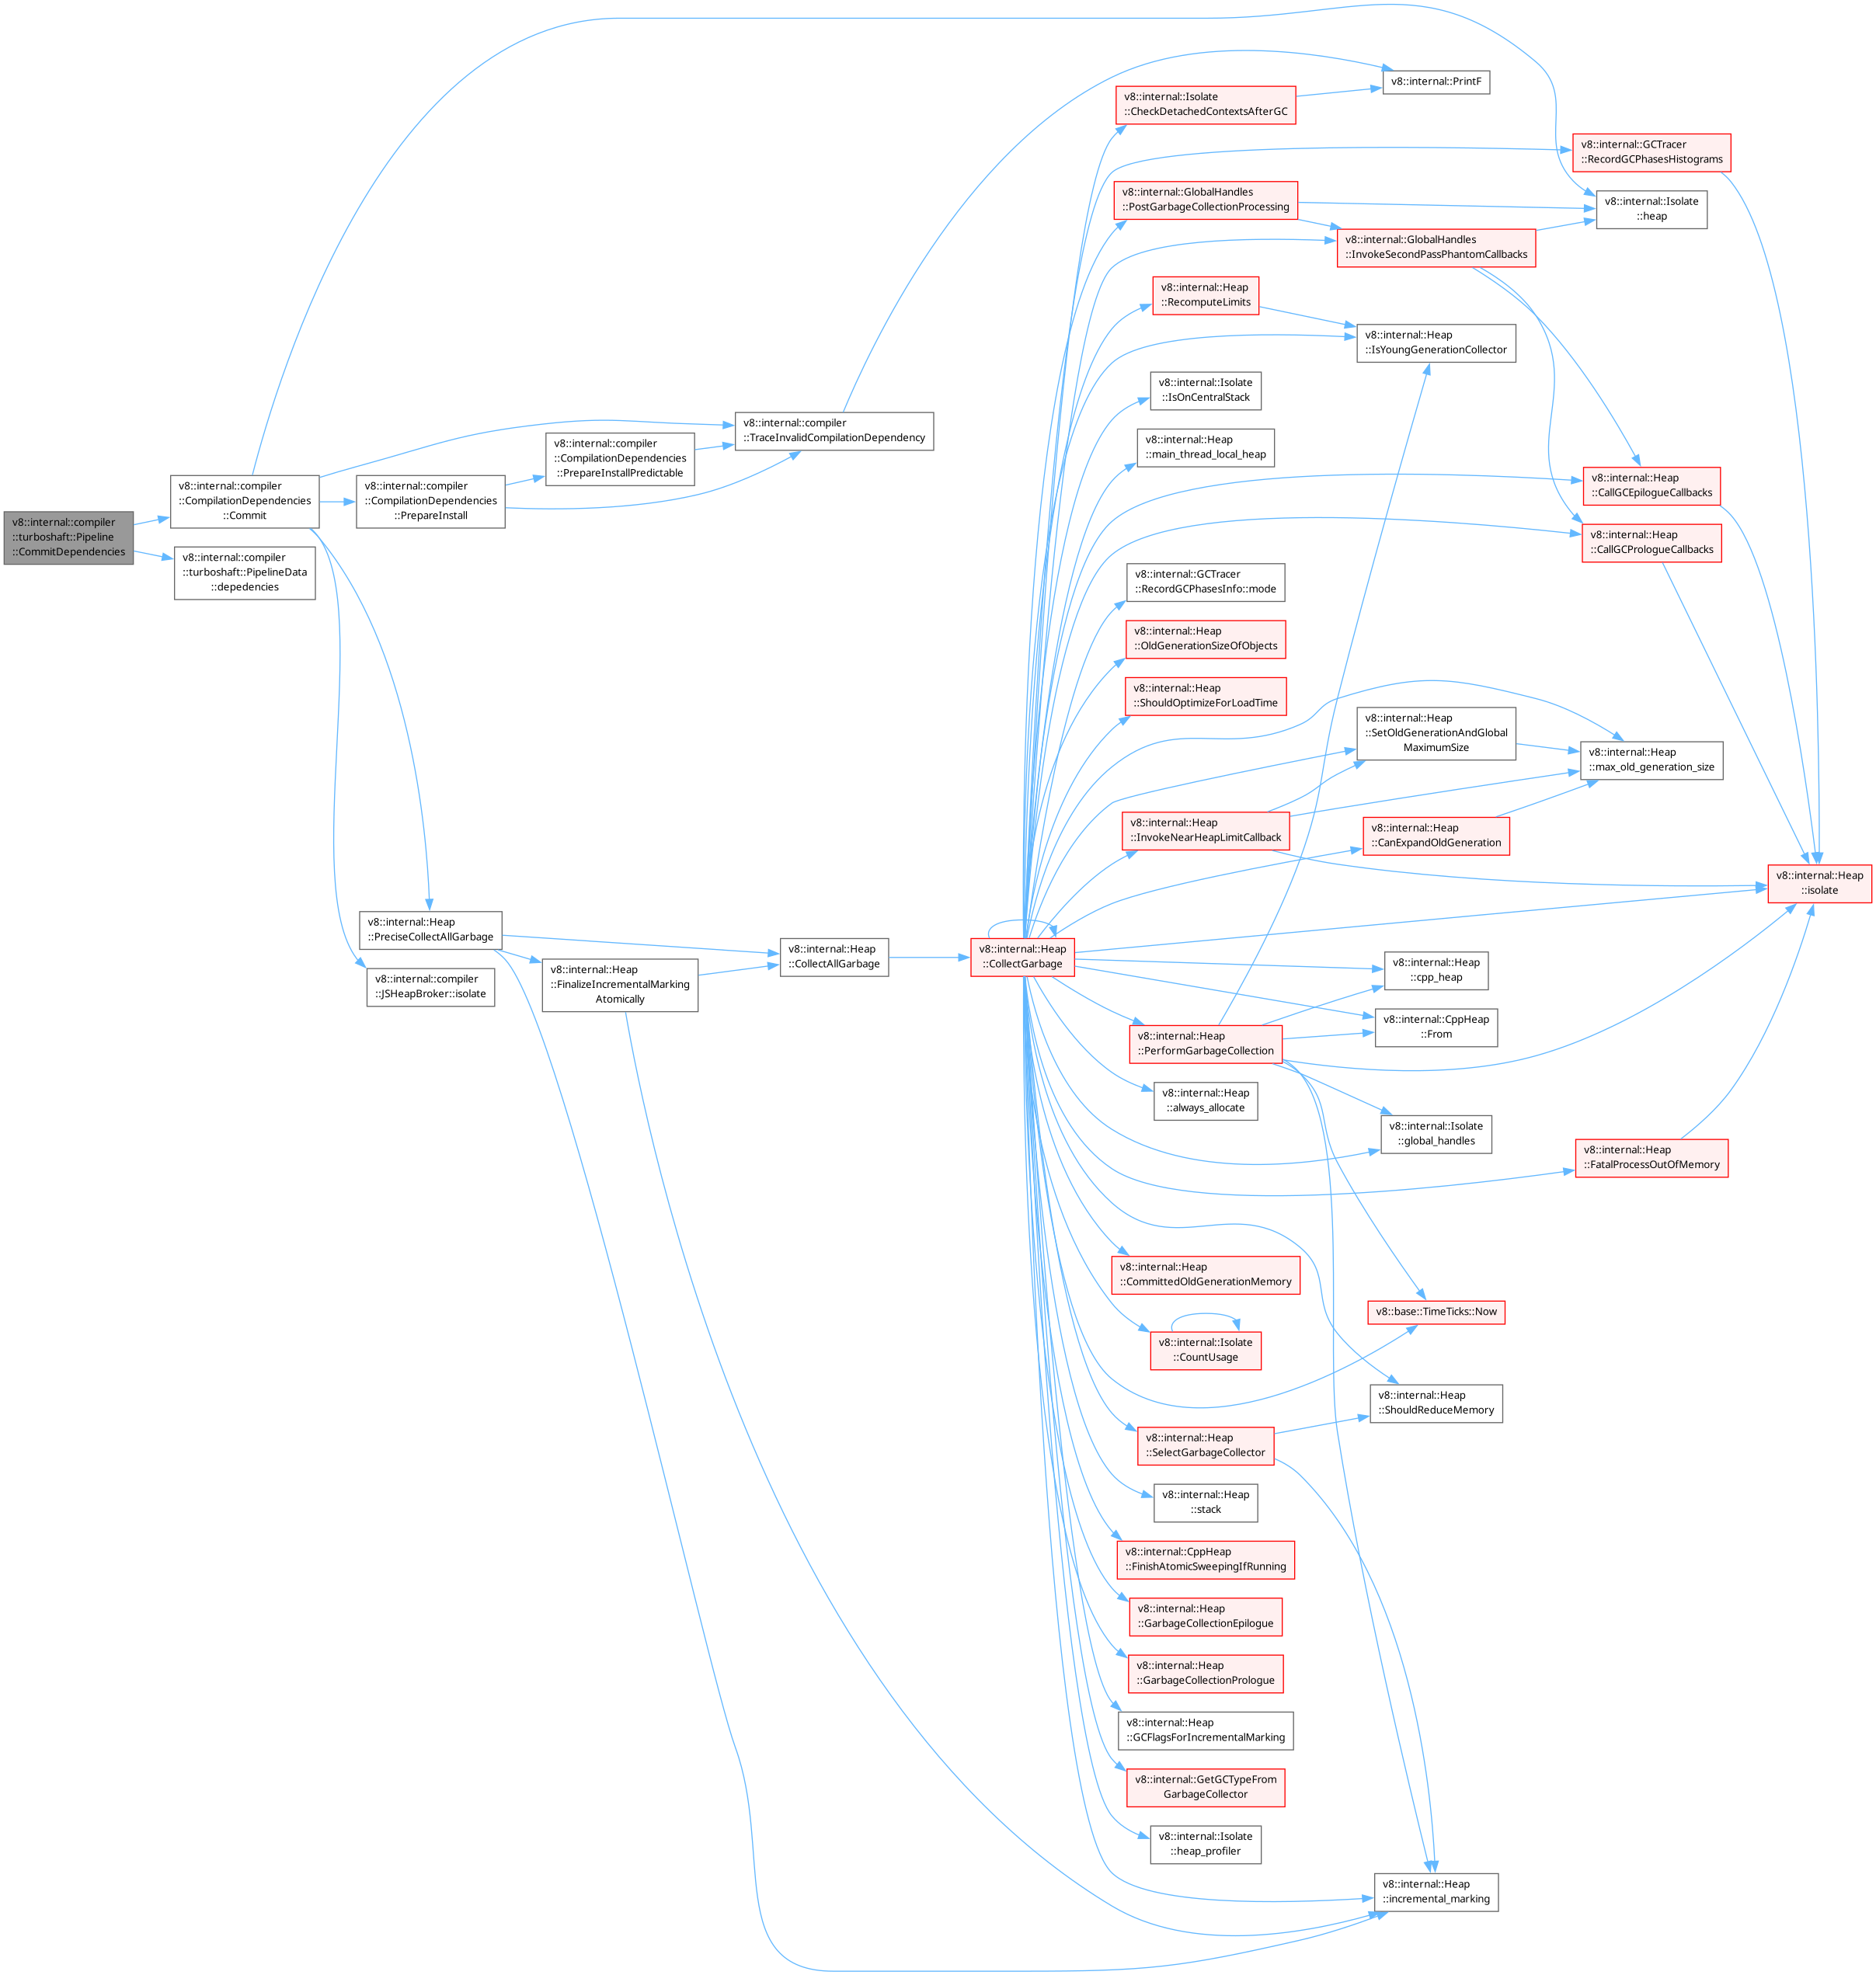 v8::internal::compiler
::turboshaft::Pipeline
::CommitDependencies
v8::internal::compiler
::CompilationDependencies
::Commit
v8::internal::compiler
::turboshaft::PipelineData
::depedencies
v8::internal::compiler
::CompilationDependencies
::PrepareInstall
v8::internal::Heap
::PreciseCollectAllGarbage
v8::internal::compiler
::JSHeapBroker::isolate
v8::internal::compiler
::CompilationDependencies
::PrepareInstallPredictable
v8::internal::Heap
::FinalizeIncrementalMarking
Atomically
v8::internal::compiler
::TraceInvalidCompilationDependency
v8::internal::Heap
::CollectAllGarbage
v8::internal::Heap
::CollectGarbage
v8::internal::Isolate
::CheckDetachedContextsAfterGC
v8::internal::GlobalHandles
::PostGarbageCollectionProcessing
v8::internal::Heap
::RecomputeLimits
v8::internal::Isolate
::IsOnCentralStack
v8::internal::Heap
::main_thread_local_heap
v8::internal::GCTracer
::RecordGCPhasesInfo::mode
v8::internal::Heap
::OldGenerationSizeOfObjects
v8::internal::Heap
::ShouldOptimizeForLoadTime
v8::internal::Heap
::InvokeNearHeapLimitCallback
v8::internal::Heap
::PerformGarbageCollection
v8::internal::Heap
::always_allocate
v8::internal::Heap
::CommittedOldGenerationMemory
v8::internal::Isolate
::CountUsage
v8::internal::Heap
::SelectGarbageCollector
v8::internal::Heap
::stack
v8::internal::CppHeap
::FinishAtomicSweepingIfRunning
v8::internal::Heap
::GarbageCollectionEpilogue
v8::internal::Heap
::GarbageCollectionPrologue
v8::internal::Heap
::GCFlagsForIncrementalMarking
v8::internal::GetGCTypeFrom
GarbageCollector
v8::internal::Isolate
::heap_profiler
v8::internal::PrintF
v8::internal::GlobalHandles
::InvokeSecondPassPhantomCallbacks
v8::internal::Heap
::IsYoungGenerationCollector
v8::internal::Heap
::SetOldGenerationAndGlobal
MaximumSize
v8::internal::Heap
::CanExpandOldGeneration
v8::internal::Heap
::cpp_heap
v8::internal::CppHeap
::From
v8::internal::Isolate
::global_handles
v8::base::TimeTicks::Now
v8::internal::Heap
::ShouldReduceMemory
v8::internal::Heap
::incremental_marking
v8::internal::GCTracer
::RecordGCPhasesHistograms
v8::internal::Isolate
::heap
v8::internal::Heap
::CallGCEpilogueCallbacks
v8::internal::Heap
::CallGCPrologueCallbacks
v8::internal::Heap
::max_old_generation_size
v8::internal::Heap
::FatalProcessOutOfMemory
v8::internal::Heap
::isolate